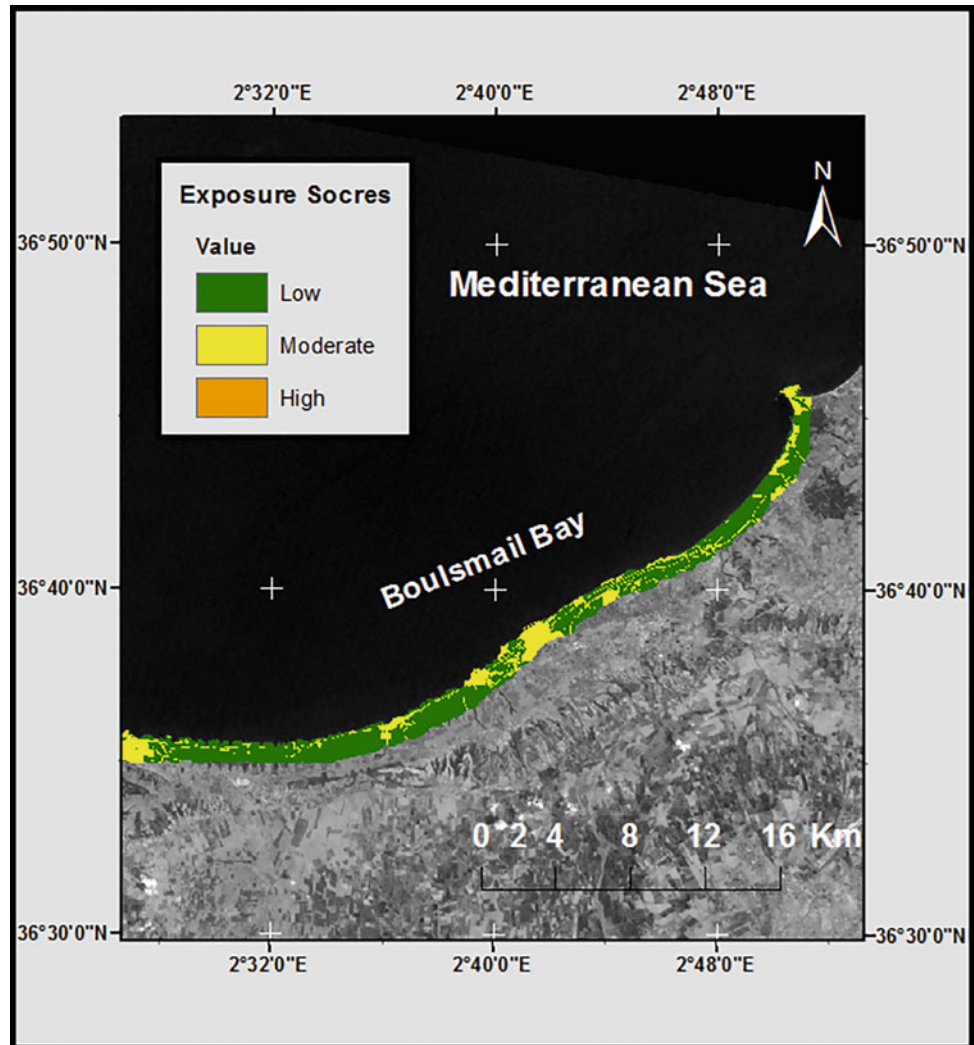 2°32'0"E 2°40'0"E 2°48'0"E
Exposure Socres
Value
Low
Moderate
High
N
36°50'0"N 36°50'0"N
Mediterranean Sea
Boulsmail Bay
36°40'0"N 36°40'0"N
0 2 4 8 12 16 Km
36°30'0"N 36°30'0"N
2°32'0"E 2°40'0"E 2°48'0"E